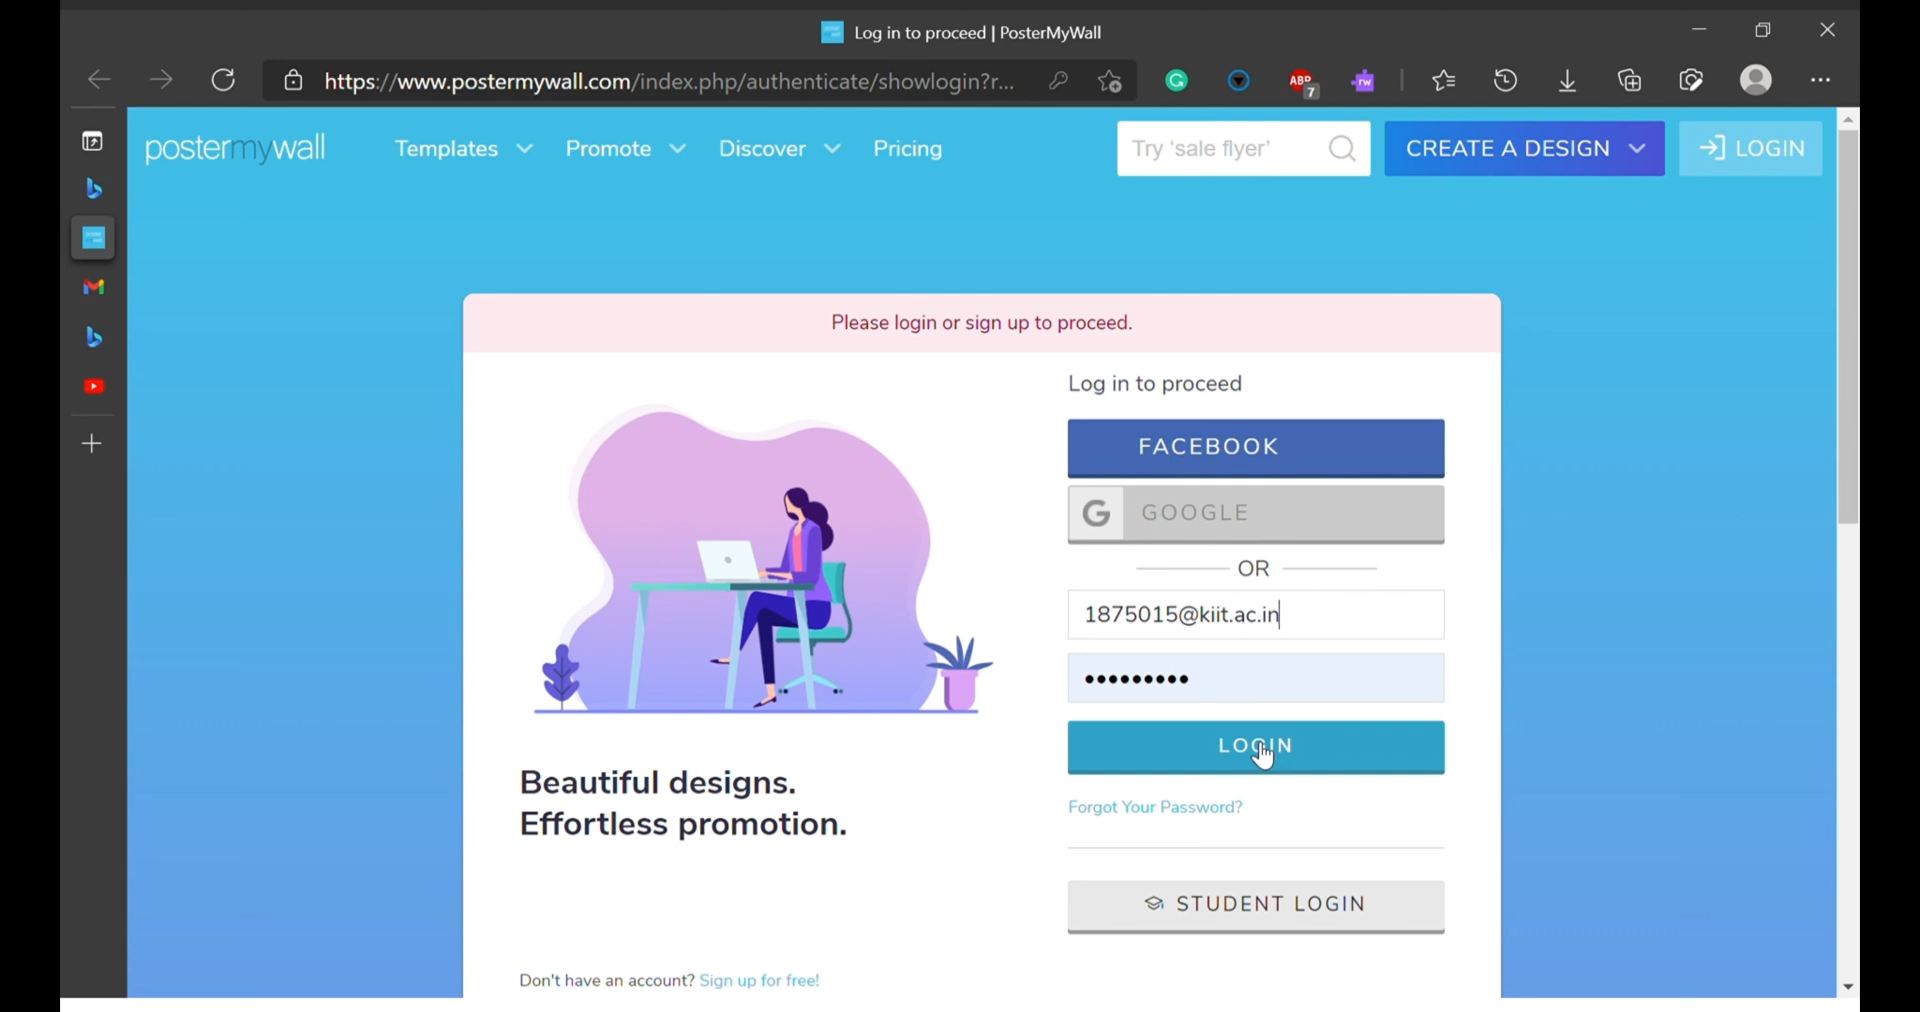 Log in to proceed | PosterMyWall
https://www.postermywall.com/index.php/authenticate/showlogin?r...
ABP
7
rw
postermywall
Templates
Promote
Discover
Pricing
Try 'sale flyer'
CREATE A DESIGN
LOGIN
Please login or sign up to proceed.
Log in to proceed
FACEBOOK
G GOOGLE
OR
1875015@kiit.ac.in
•••••••••
LOGIN
Forgot Your Password?
Beautiful designs.
Effortless promotion.
STUDENT LOGIN
Don't have an account? Sign up for free!